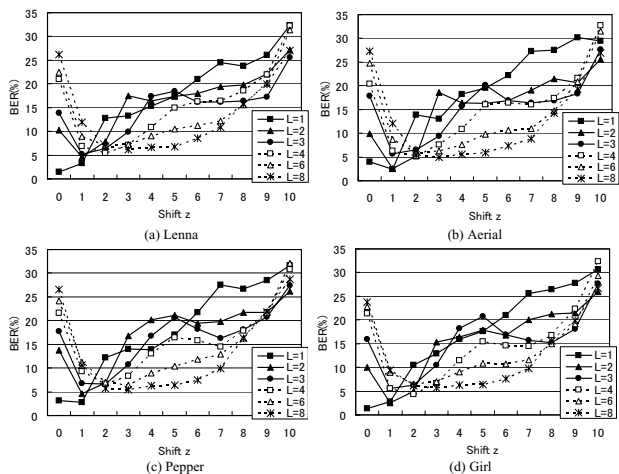 35
30
25
20
15
10
5
0
BER(%)
0 1 2 3 4 5 6 7 8 9 10
Shift z
L=1
L=2
L=3
L=4
L=6
L=8
(a) Lenna
35
30
25
20
15
10
5
0
BER(%)
0 1 2 3 4 5 6 7 8 9 10
Shift z
L=1
L=2
L=3
L=4
L=6
L=8
(b) Aerial
35
30
25
20
15
10
5
0
BER(%)
0 1 2 3 4 5 6 7 8 9 10
Shift z
L=1
L=2
L=3
L=4
L=6
L=8
(c) Pepper
35
30
25
20
15
10
5
0
BER(%)
0 1 2 3 4 5 6 7 8 9 10
Shift z
L=1
L=2
L=3
L=4
L=6
L=8
(d) Girl